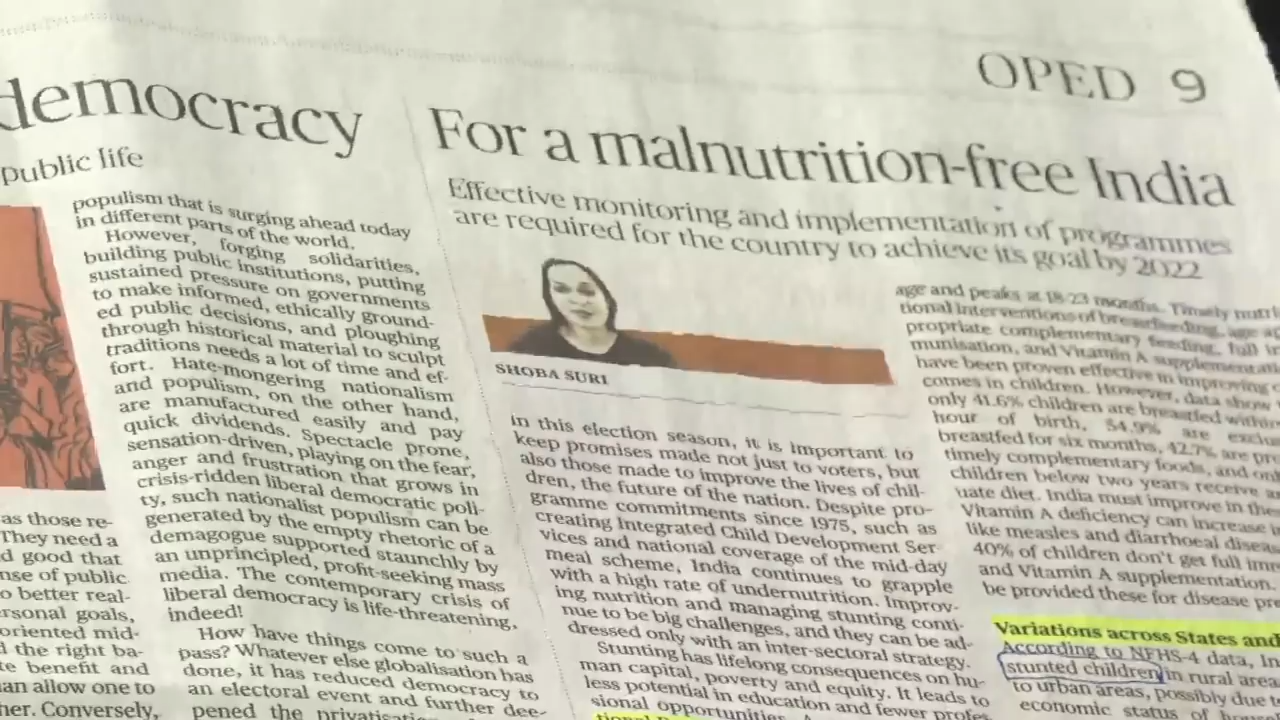 OPED 9
democracy
public life
populism that is surging ahead today
in different parts of the world.
However, forging solidarities,
building public institutions, putting
sustained pressure on governments
to make informed, ethically ground-
ed public decisions, and ploughing
through historical material to sculpt
traditions needs a lot of time and ef-
fort. Hate-mongering nationalism
and populism, on the other hand,
are manufactured easily and pay
quick dividends. Spectacle prone,
sensation-driven, playing on the fear,
anger and frustration that grows in
crisis-ridden liberal democratic poli-
ty, such nationalist populism can be
generated by the empty rhetoric of a
demagogue supported staunchly by
an unprincipled, profit-seeking mass
media. The contemporary crisis of
liberal democracy is life-threatening,
indeed!
How have things come to such a
pass? Whatever else globalisation has
done, it has reduced democracy to
an electoral event and further dee-
pened the
as those re-
They need a
good that
of public
better real-
goals,
mid-
the right ba-
benefit and
allow one to
Conversely,
For a malnutrition-free India
Effective monitoring and implementation of programmes
are required for the country to achieve its goal by 2022
SHOBA SURI
in this election season, it is important to
keep promises made not just to voters, but
also those made to improve the lives of chil-
dren, the future of the nation. Despite pro-
gramme commitments since 1975, such as
creating Integrated Child Development Ser-
vices and national coverage of the mid-day
meal scheme, India continues to grapple
with a high rate of undernutrition. Improv-
ing nutrition and managing stunting conti-
nue to be big challenges, and they can be ad-
dressed only with an inter-sectoral strategy.
Stunting has lifelong consequences on hu-
man capital, poverty and equity. It leads to
less potential in education and fewer profes-
sional opportunities.
age and peaks at 18-23 months. Timely
tional interventions of breastfeeding, age
propriate complementary feeding, full
munisation, and Vitamin A
have been proven effective in improving
comes in children. However, data show
only 41.6% children are breastfed within
hour of birth, 54.9% are
breastfed for six months, 42.7% are
timely complementary foods, and
children below two years receive
uate diet. India must improve in
Vitamin A deficiency can increase
like measles and diarrhoeal
40% of children don't get full
and Vitamin A supplementation.
be provided these for disease
Variations across States and
According to NFHS-4 data,
stunted children in rural
to urban areas, possibly due
economic status of